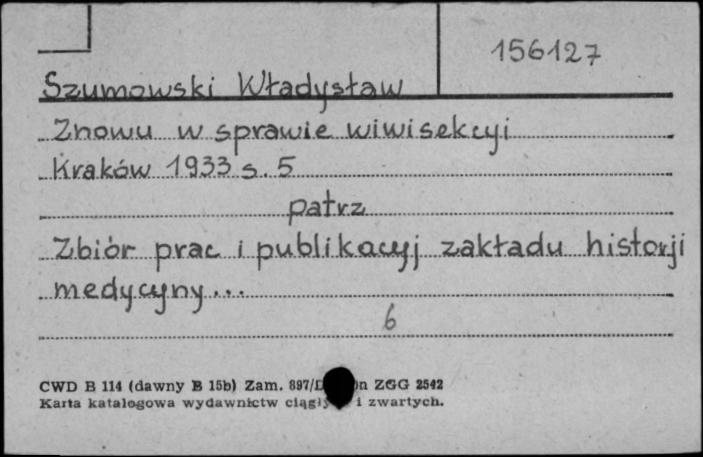 156127
Szumowski Władysław
Znowu w sprawie wiwisekcyi
Kraków 1933 s. 5
patrz
Zbiór prac i publikacyj zakładu historji
medycyny...
6
CWD B 114 (dawny B 15b) Zam. 897/D n ZGG 2542
Karta katalogowa wydawnictw i zwartych.